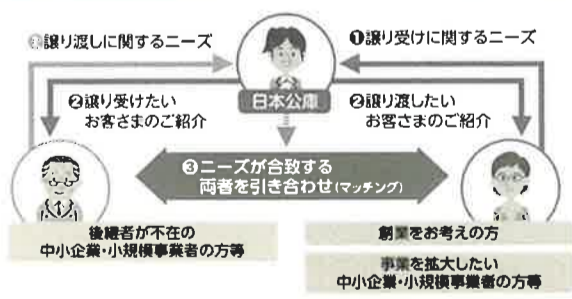 ❶譲り渡しに関するニーズ
❶譲り受けに関するニーズ
❷譲り受けたい
お客さまのご紹介
日本公庫
❷譲り渡したい
お客さまのご紹介
❸ニーズが合致する
両者を引き合わせ(マッチング)
後継者が不在の
中小企業・小規模事業者の方等
創業をお考えの方
事業を拡大したい
中小企業・小規模事業者の方等